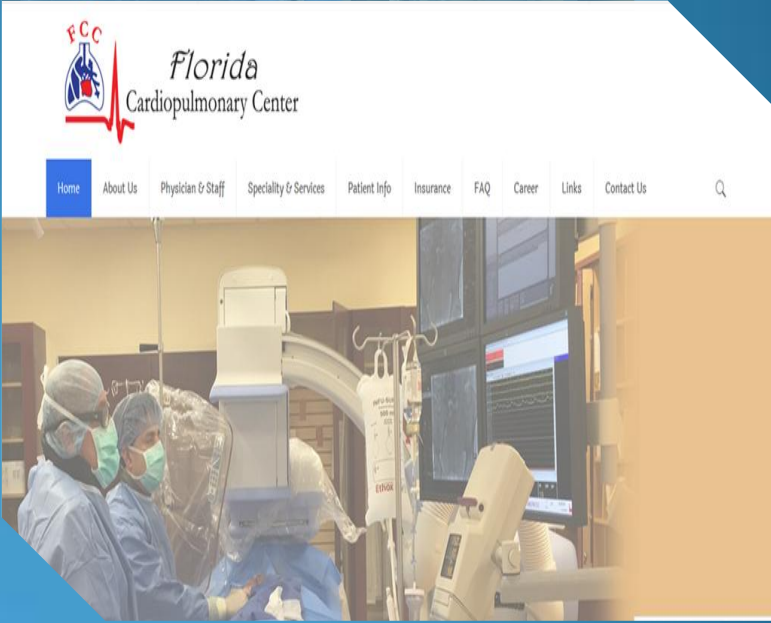 FCC
Florida
Cardiopulmonary Center
Home About Us Physician & Staff Speciality & Services Patient Info Insurance FAQ Career Links Contact Us
Ethox